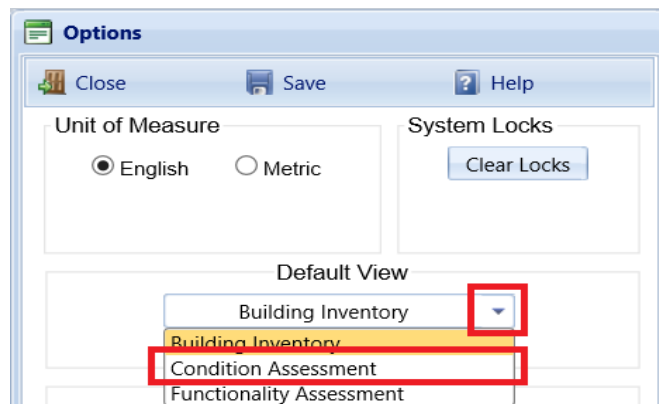 Options
Close Save Help
Unit of Measure System Locks
English Metric Clear Locks
Default View
Building Inventory
Building Inventory
Condition Assessment
Functionality Assessment